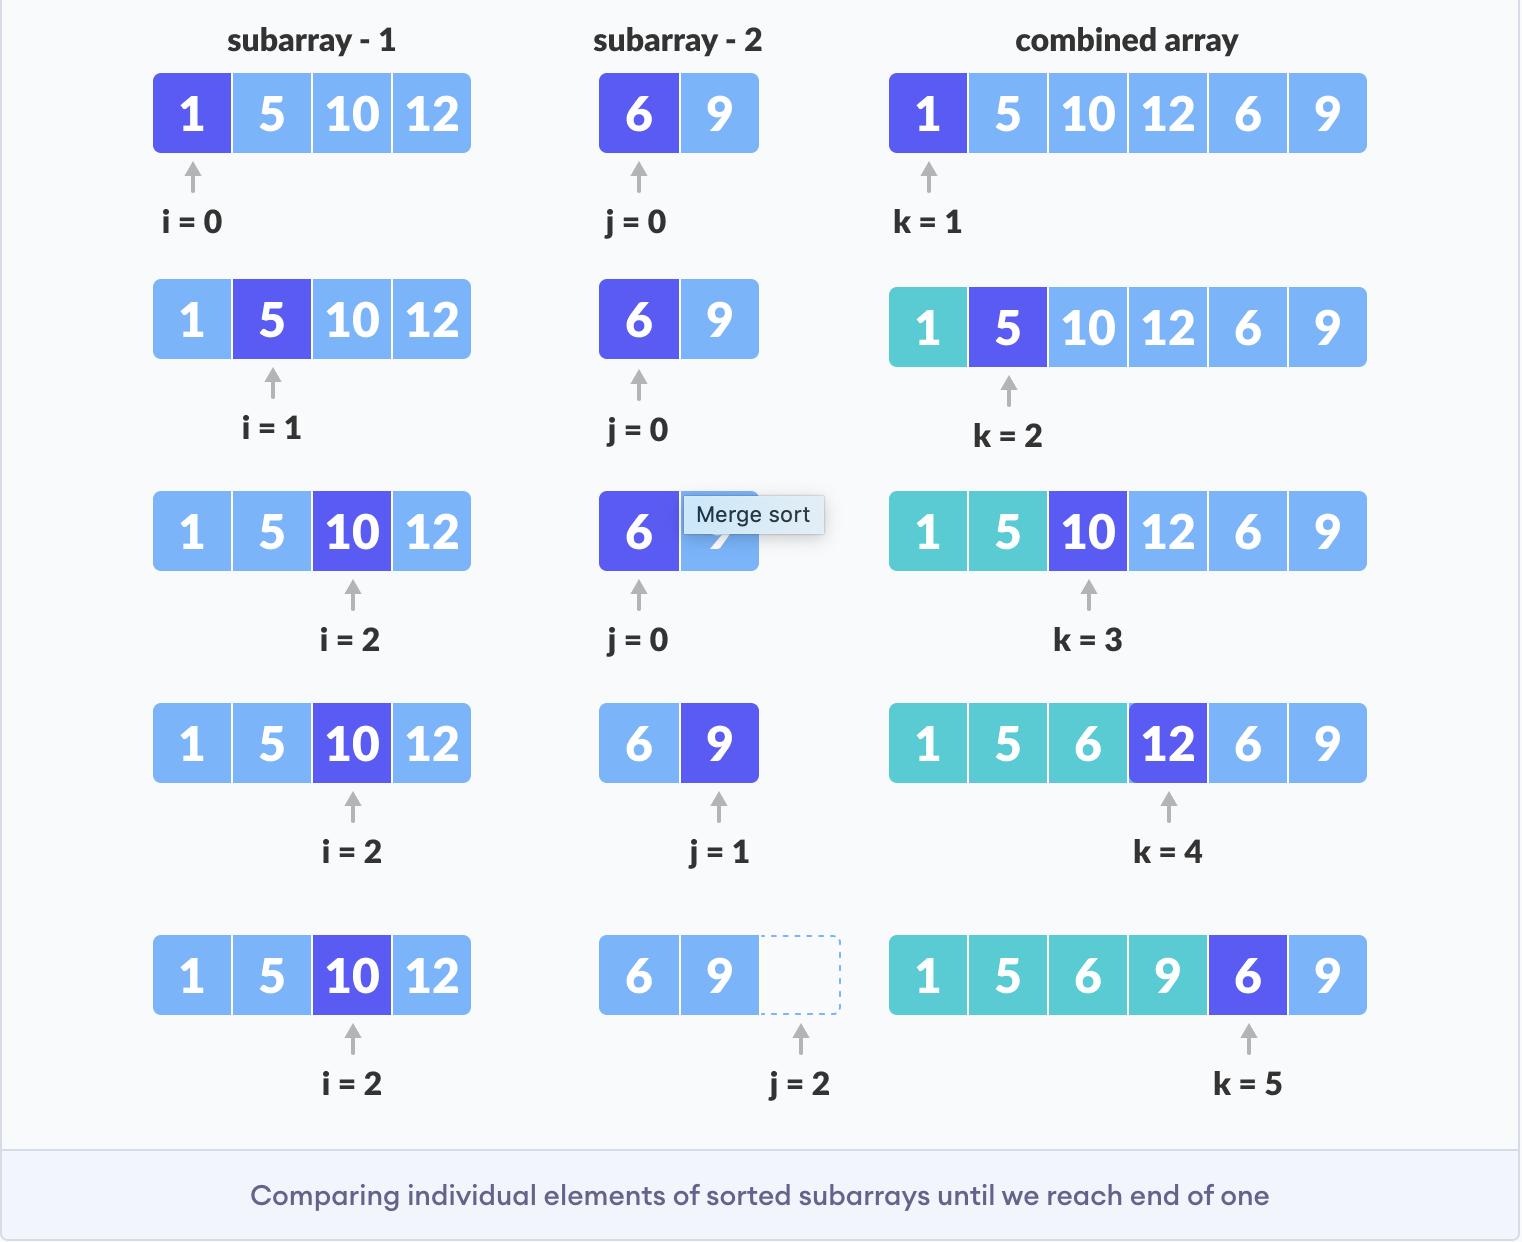 subarray - 1 subarray - 2 combined array
1 5 10 12 6 9 1 5 10 12 6 9
i = 0 j = 0 k = 1
1 5 10 12 6 9 1 5 10 12 6 9
i = 1 j = 0 k = 2
1 5 10 12 6 9 1 5 10 12 6 9
Merge sort
i = 2 j = 0 k = 3
1 5 10 12 6 9 1 5 6 12 6 9
i = 2 j = 1 k = 4
1 5 10 12 6 9 1 5 6 9 6 9
i = 2 j = 2 k = 5
Comparing individual elements of sorted subarrays until we reach end of one